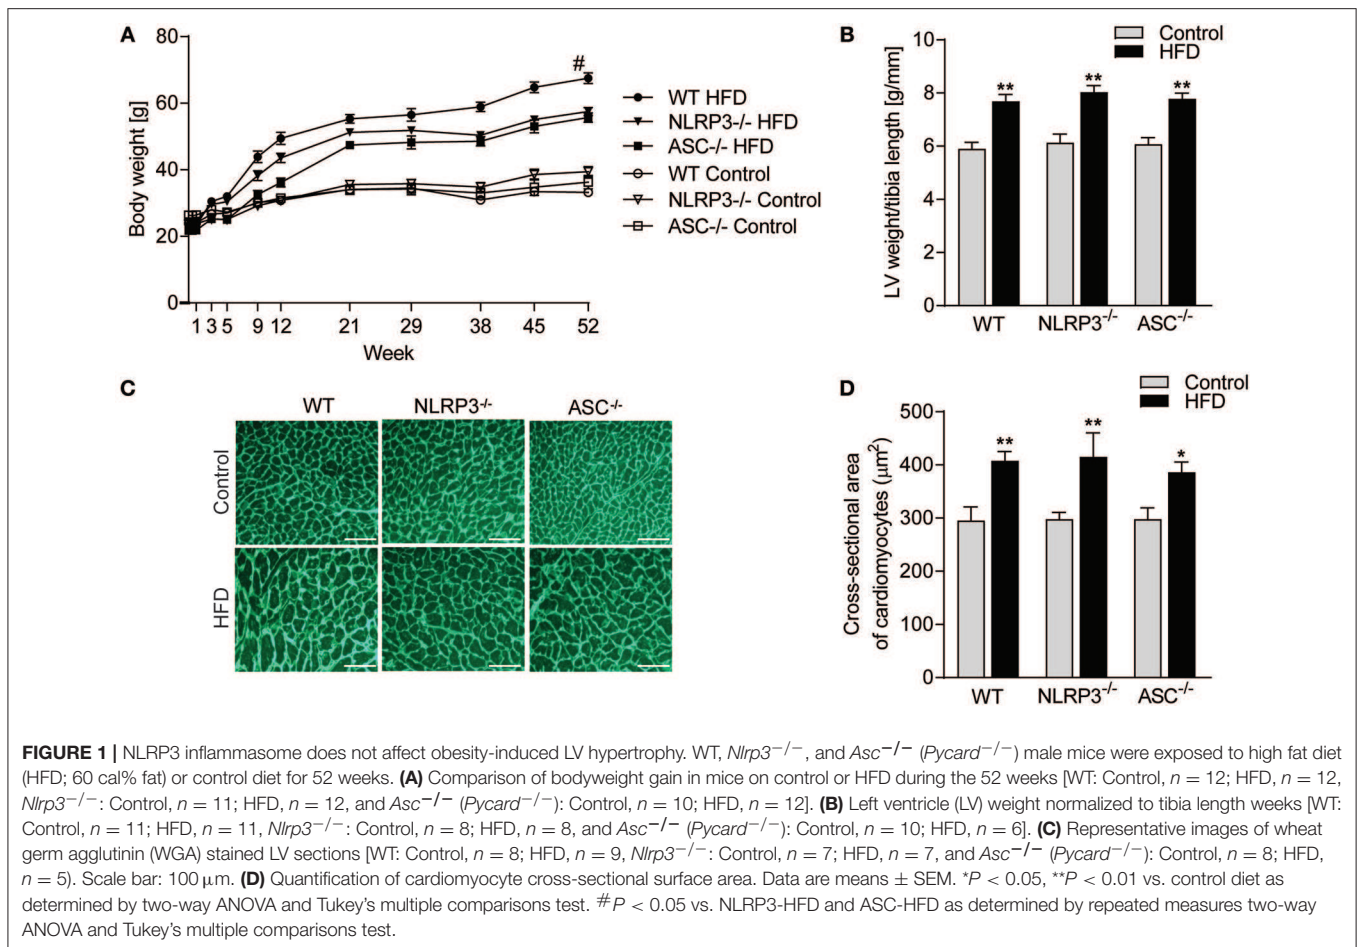 A
80
60
40
20
0
Body weight [g]
#
1 3 5 9 12 21 29 38 45 52
Week
WT HFD
NLRP3-/- HFD
ASC-/- HFD
WT Control
NLRP3-/- Control
ASC-/- Control
B
Control
HFD
10
8
6
4
2
0
LV weight/tibia length [g/mm]
** ** **
WT NLRP3-/- ASC-/-
C
WT NLRP3-/- ASC-/-
Control
HFD
D
Control
HFD
500
400
300
200
100
0
Cross-sectional area
of cardiomyocytes (µm²)
** ** *
WT NLRP3-/- ASC-/-
FIGURE 1 | NLRP3 inflammasome does not affect obesity-induced LV hypertrophy. WT, Nlrp3−/−, and Asc−/− (Pycard−/−) male mice were exposed to high fat diet
(HFD; 60 cal% fat) or control diet for 52 weeks. (A) Comparison of bodyweight gain in mice on control or HFD during the 52 weeks [WT: Control, n = 12; HFD, n = 12,
Nlrp3−/−: Control, n = 11; HFD, n = 12, and Asc−/− (Pycard−/−): Control, n = 10; HFD, n = 12]. (B) Left ventricle (LV) weight normalized to tibia length weeks [WT:
Control, n = 11; HFD, n = 11, Nlrp3−/−: Control, n = 8; HFD, n = 8, and Asc−/− (Pycard−/−): Control, n = 10; HFD, n = 6]. (C) Representative images of wheat
germ agglutinin (WGA) stained LV sections [WT: Control, n = 8; HFD, n = 9, Nlrp3−/−: Control, n = 7; HFD, n = 7, and Asc−/− (Pycard−/−): Control, n = 8; HFD,
n = 5). Scale bar: 100 µm. (D) Quantification of cardiomyocyte cross-sectional surface area. Data are means ± SEM. *P < 0.05, **P < 0.01 vs. control diet as
determined by two-way ANOVA and Tukey's multiple comparisons test. #P < 0.05 vs. NLRP3-HFD and ASC-HFD as determined by repeated measures two-way
ANOVA and Tukey's multiple comparisons test.